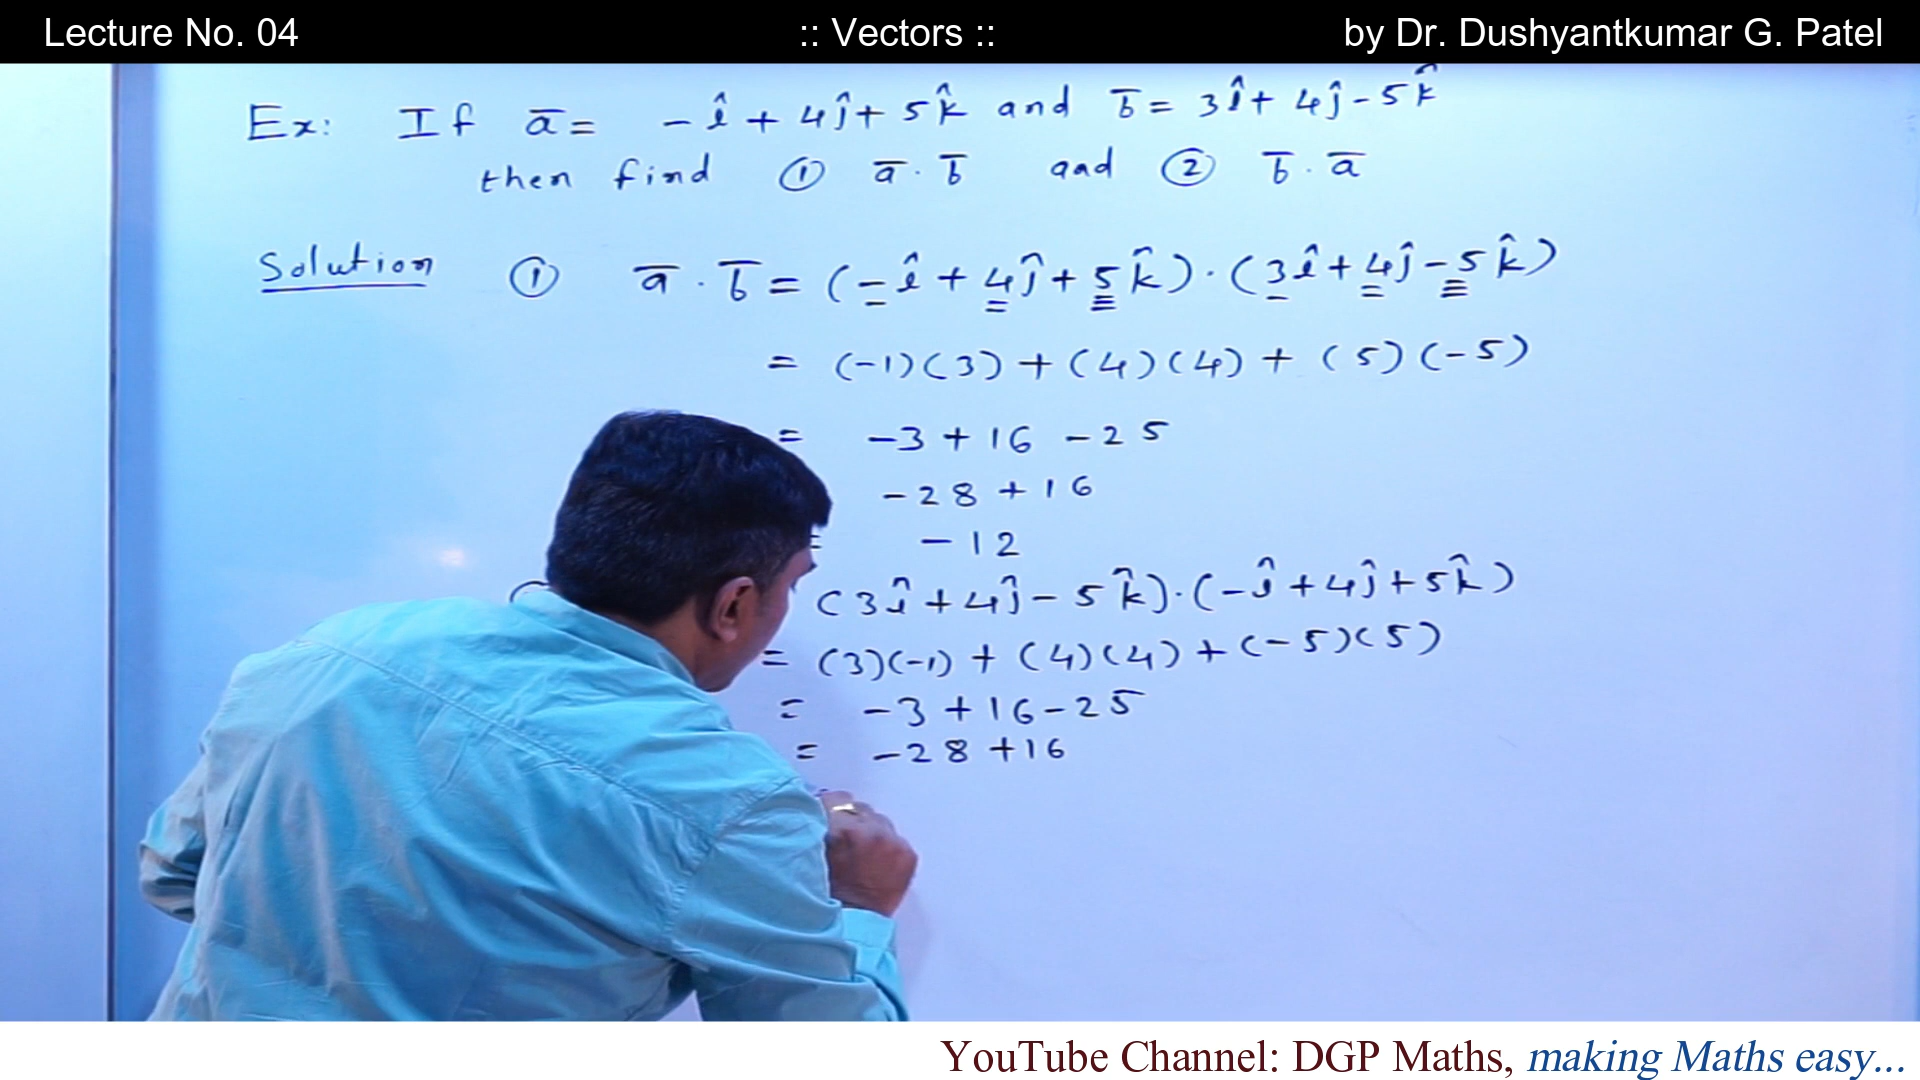 Lecture No. 04 :: Vectors :: by Dr. Dushyantkumar G. Patel
Ex: If a̅ = -î + 4ĵ + 5k̂ and b̅ = 3î + 4ĵ - 5k̂
then find ① a̅ . b̅ and ② b̅ . a̅
Solution ① a̅ . b̅ = (-î + 4ĵ + 5k̂) . (3î + 4ĵ - 5k̂)
= (-1)(3) + (4)(4) + (5)(-5)
= -3 + 16 - 25
-28 + 16
= -12
(3î + 4ĵ - 5k̂) . (-î + 4ĵ + 5k̂)
= (3)(-1) + (4)(4) + (-5)(5)
= -3 + 16 - 25
= -28 + 16
YouTube Channel: DGP Maths, making Maths easy...